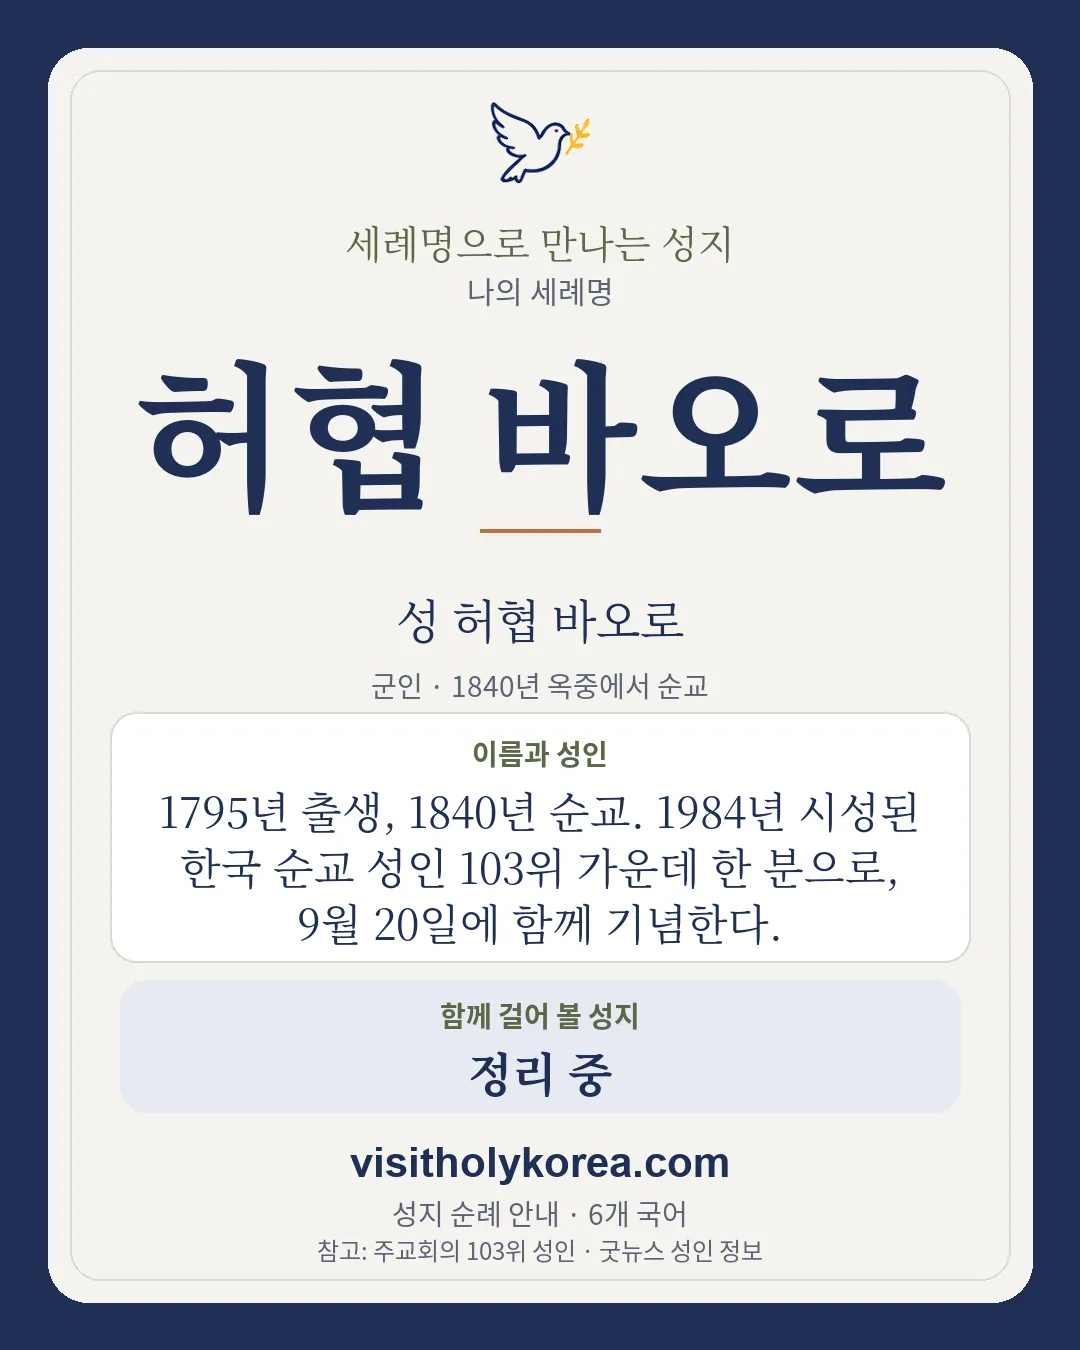 세례명으로 만나는 성지
나의 세례명
허협 바오로
성 허협 바오로
군인 · 1840년 옥중에서 순교
이름과 성인
1795년 출생, 1840년 순교. 1984년 시성된
한국 순교 성인 103위 가운데 한 분으로,
9월 20일에 함께 기념한다.
함께 걸어 볼 성지
정리 중
visitholykorea.com
성지 순례 안내 · 6개 국어
참고: 주교회의 103위 성인 · 굿뉴스 성인 정보